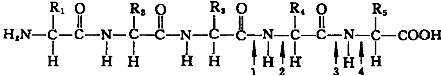 R₁ O R₂ R₃ O R₄ O R₅
H₂N C C N C C N C C N C C N C COOH
H H H H H H H H H
1 2 3 4